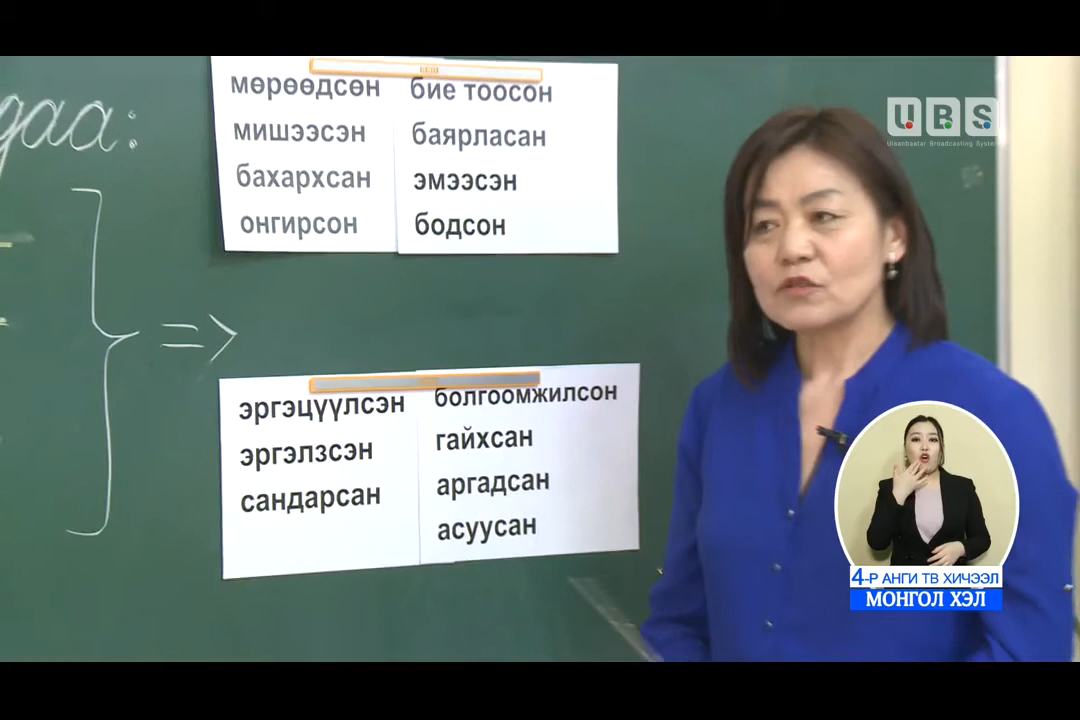 даа:
мөрөөдсөн
мишээсэн
бахархсан
онгирсон
бие тоосон
баярласан
эмээсэн
бодсон
=>
эргэцүүлсэн
эргэлзсэн
сандарсан
болгоомжилсон
гайхсан
аргадсан
асуусан
UBS
Ulaanbaatar Broadcasting System
4-Р АНГИ ТВ ХИЧЭЭЛ
МОНГОЛ ХЭЛ